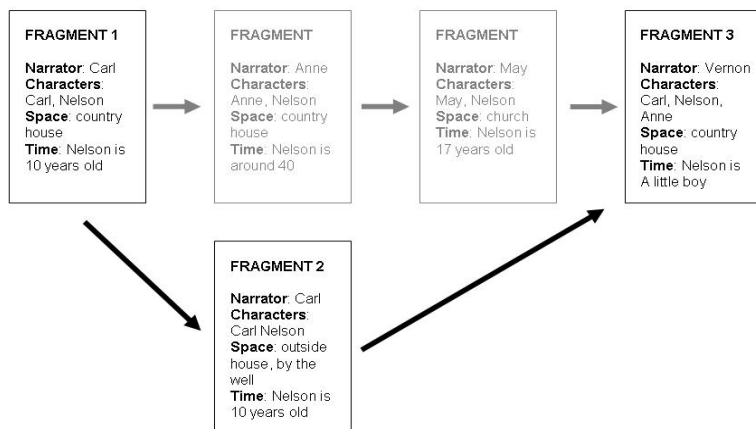 FRAGMENT 1
Narrator: Carl
Characters:
Carl, Nelson
Space: country
house
Time: Nelson is
10 years old
FRAGMENT
Narrator: Anne
Characters:
Anne, Nelson
Space: country
house
Time: Nelson is
around 40
FRAGMENT
Narrator: May
Characters:
May, Nelson
Space: church
Time: Nelson is
17 years old
FRAGMENT 3
Narrator: Vernon
Characters:
Carl, Nelson,
Anne
Space: country
house
Time: Nelson is
A little boy
FRAGMENT 2
Narrator: Carl
Characters:
Carl Nelson
Space: outside
house, by the
well
Time: Nelson is
10 years old